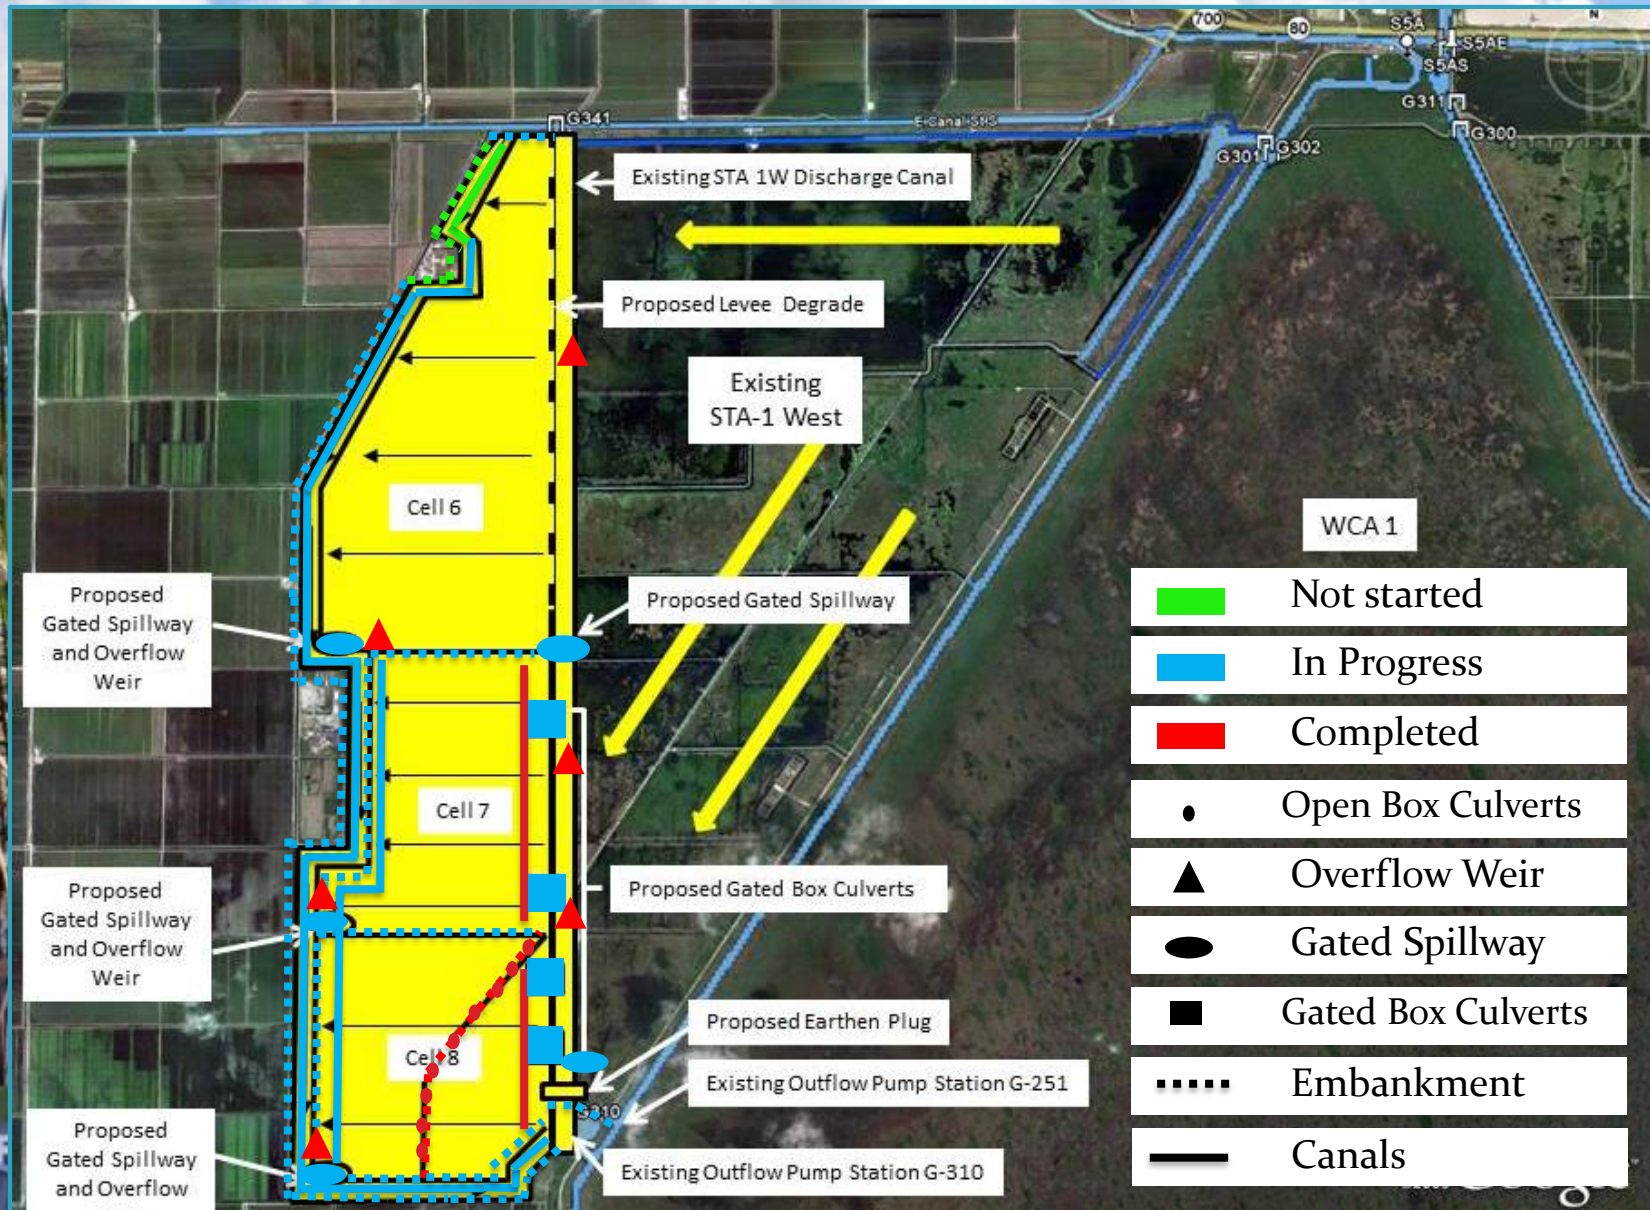 700
80
N
S5A
S5AE
S5AS
G311
G300
G341
E Canal St S
G301
G302
Existing STA 1W Discharge Canal
Proposed Levee Degrade
Existing
STA-1 West
Cell 6
WCA 1
Proposed
Gated Spillway
and Overflow
Weir
Proposed Gated Spillway
Cell 7
Proposed Gated Box Culverts
Proposed
Gated Spillway
and Overflow
Weir
Cell 8
Proposed Earthen Plug
Existing Outflow Pump Station G-251
G310
Existing Outflow Pump Station G-310
Proposed
Gated Spillway
and Overflow
Not started
In Progress
Completed
Open Box Culverts
Overflow Weir
Gated Spillway
Gated Box Culverts
Embankment
Canals
Google